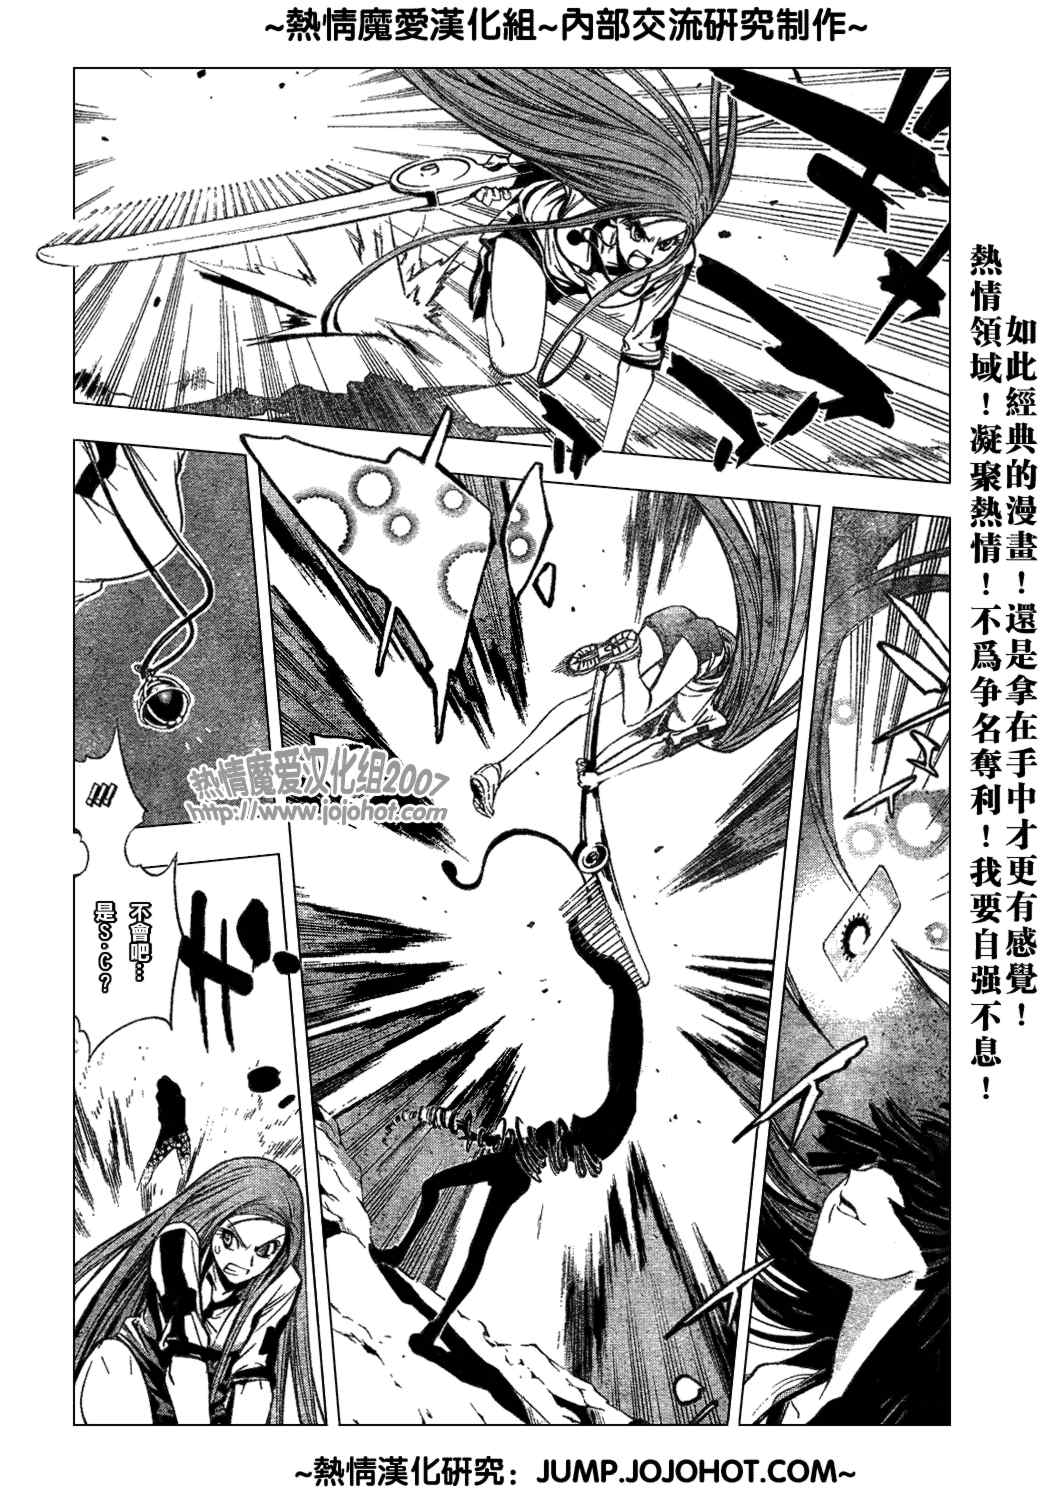 ~熱情魔愛漢化組~內部交流研究制作~
如此經典的漫畫！還是拿在手中才更有感覺！
熱情領域！凝聚熱情！不爲争名奪利！我要自强不息！
熱情魔爱汉化组2007
http://www.jojohot.com
!!!
不會吧…
是S·C?
~熱情漢化研究：JUMP.JOJOHOT.COM~